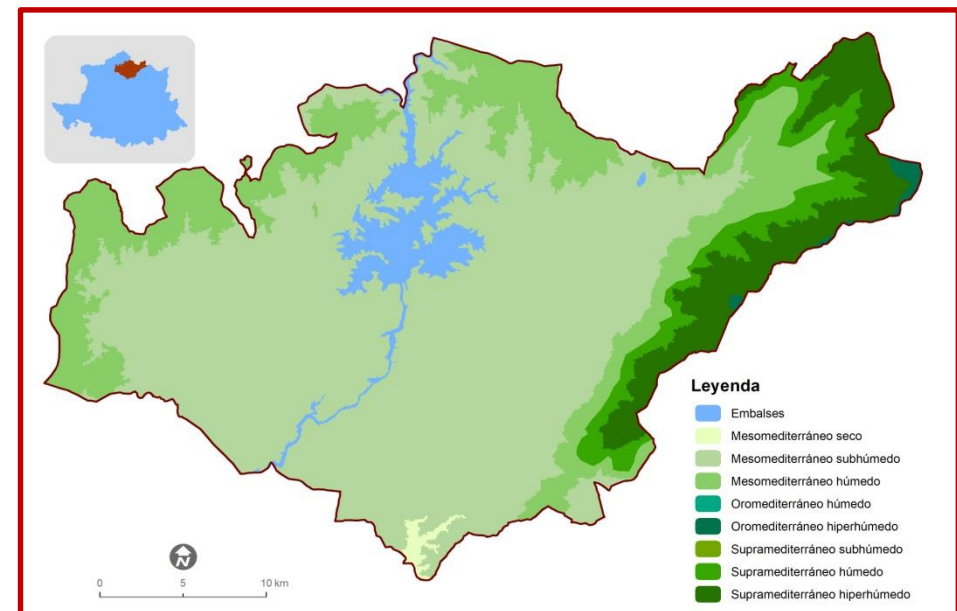 Leyenda
Embalses
Mesomediterráneo seco
Mesomediterráneo subhúmedo
Mesomediterráneo húmedo
Oromediterráneo húmedo
Oromediterráneo hiperhúmedo
Supramediterráneo subhúmedo
Supramediterráneo húmedo
Supramediterráneo hiperhúmedo
N
0 5 10 km